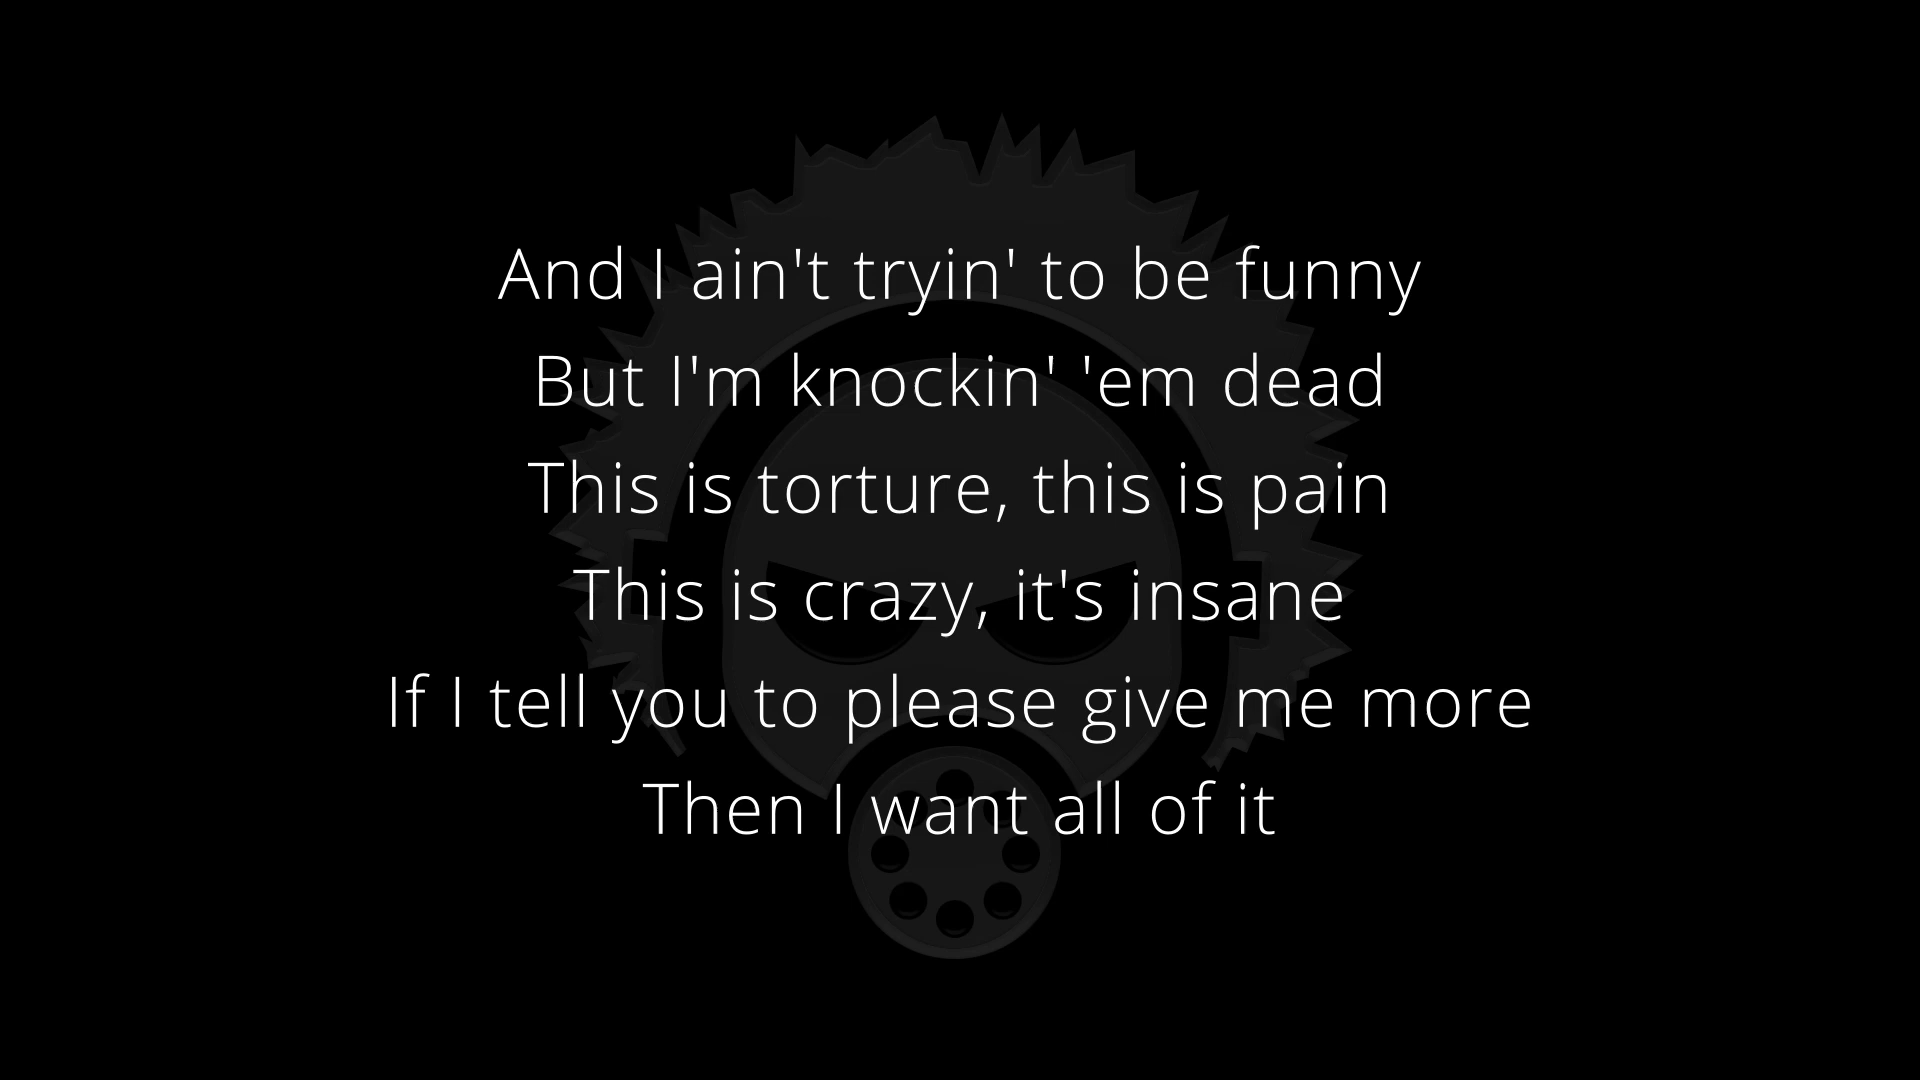 And I ain't tryin' to be funny
But I'm knockin' 'em dead
This is torture, this is pain
This is crazy, it's insane
If I tell you to please give me more
Then I want all of it